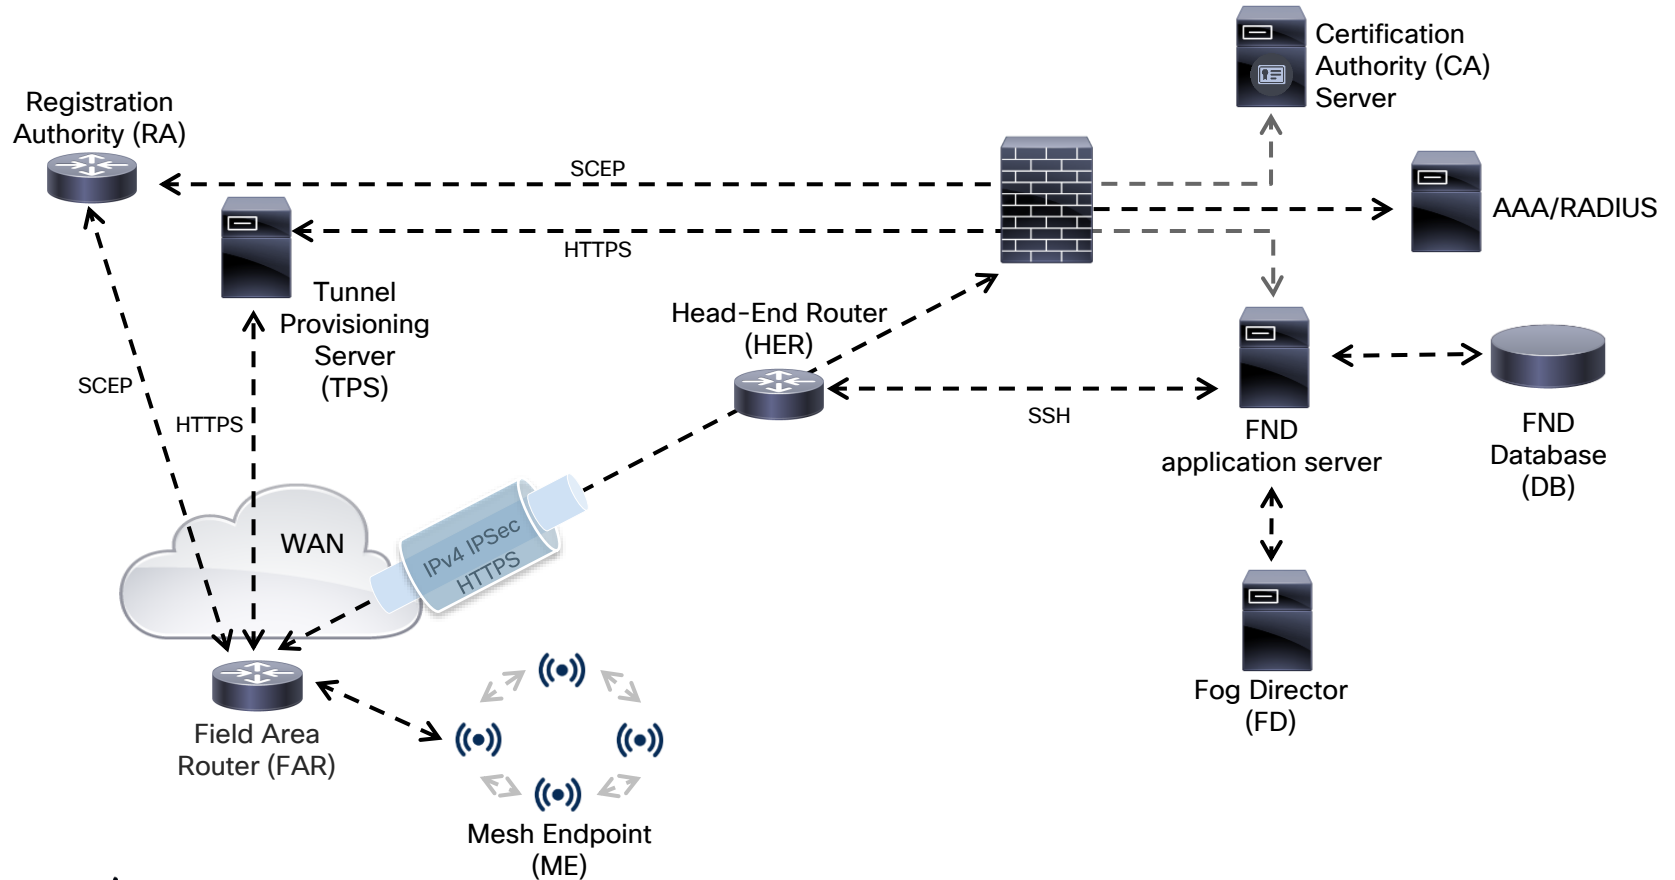 Certification
Authority (CA)
Server
Registration
Authority (RA)
SCEP
AAA/RADIUS
HTTPS
Tunnel
Provisioning
Server
(TPS)
Head-End Router
(HER)
SCEP
HTTPS
SSH
FND
application server
FND
Database
(DB)
WAN
IPv4 IPSec
HTTPS
Fog Director
(FD)
Field Area
Router (FAR)
Mesh Endpoint
(ME)